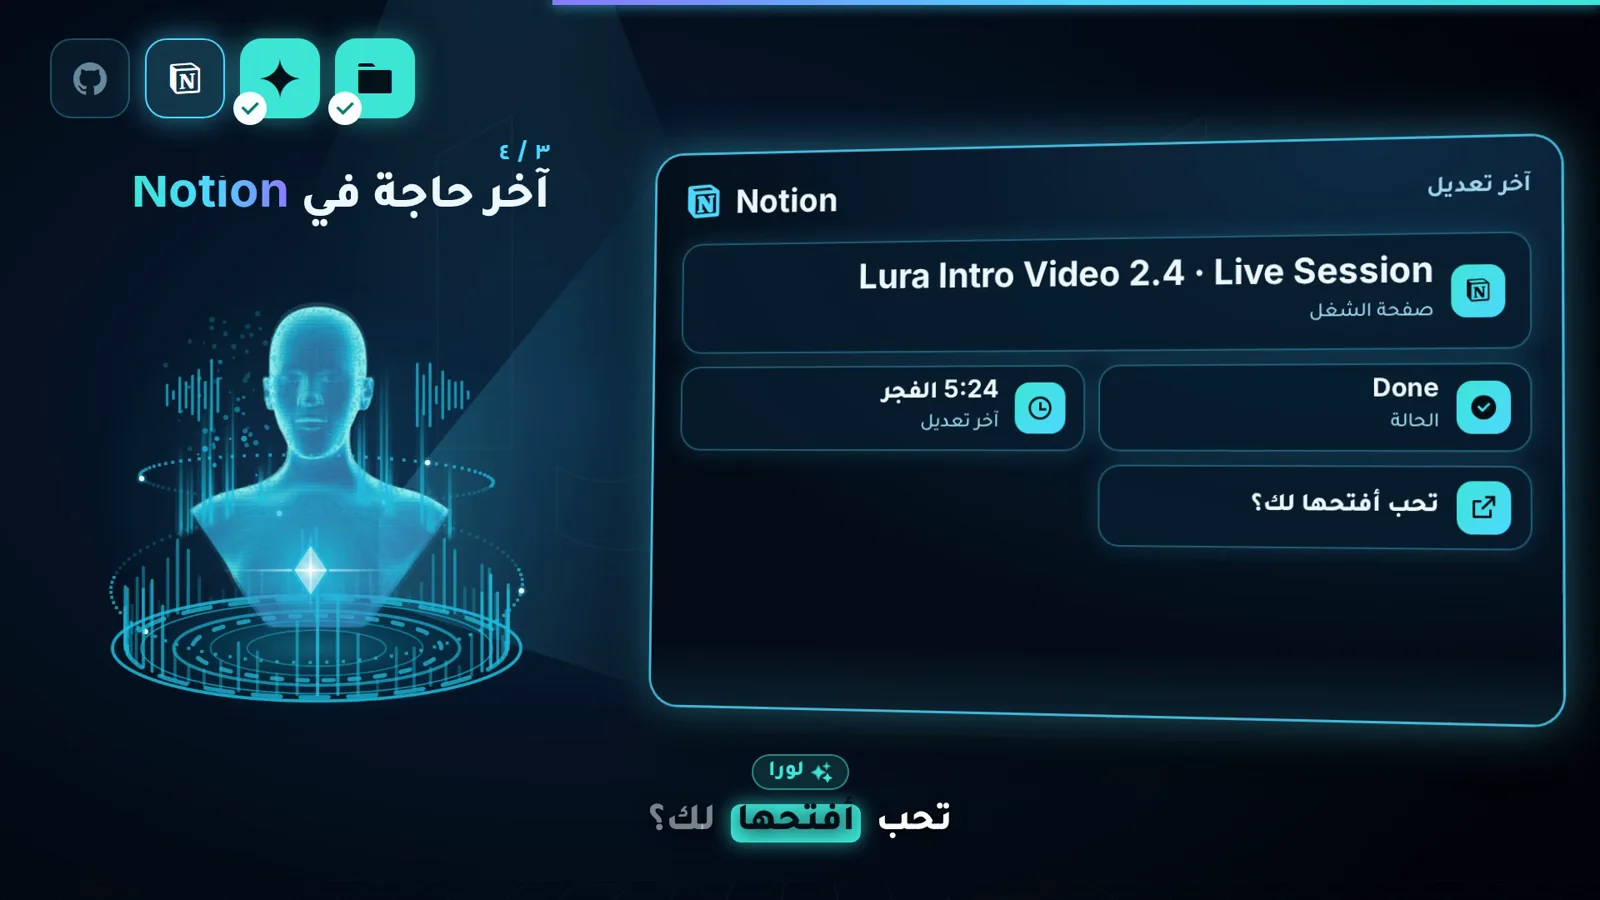 ٣ / ٤
آخر حاجة في Notion
Notion
آخر تعديل
Lura Intro Video 2.4 · Live Session
صفحة الشغل
Done
الحالة
5:24 الفجر
آخر تعديل
تحب أفتحها لك؟
لورا
تحب أفتحها لك؟